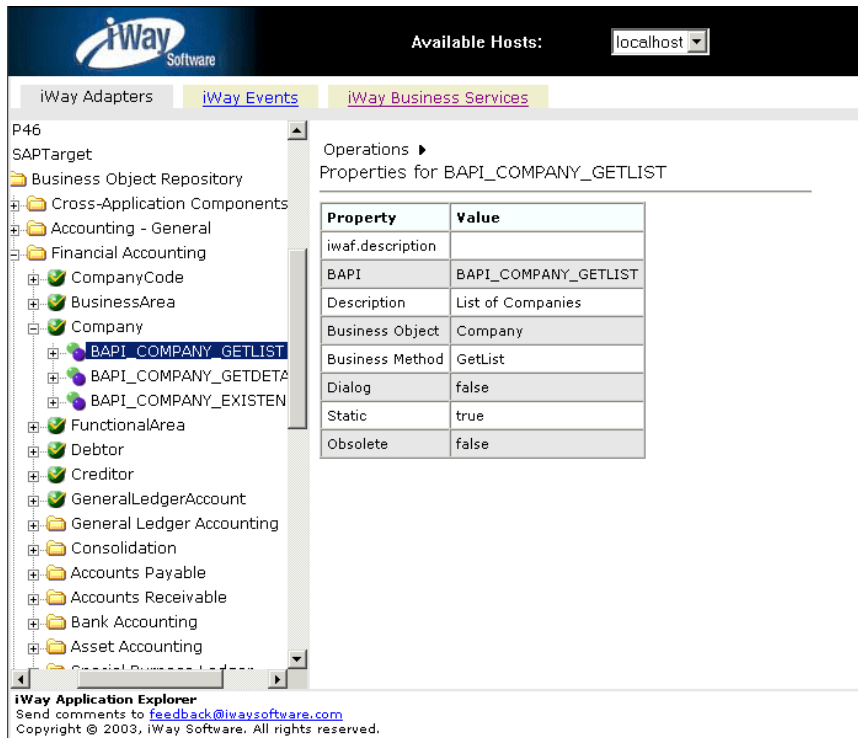 iWay
Software
Available Hosts:
localhost
iWay Adapters
iWay Events
iWay Business Services
P46
SAPTarget
Business Object Repository
Cross-Application Components
Accounting - General
Financial Accounting
CompanyCode
BusinessArea
Company
BAPI_COMPANY_GETLIST
BAPI_COMPANY_GETDETA
BAPI_COMPANY_EXISTEN
FunctionalArea
Debtor
Creditor
GeneralLedgerAccount
General Ledger Accounting
Consolidation
Accounts Payable
Accounts Receivable
Bank Accounting
Asset Accounting
Operations
Properties for BAPI_COMPANY_GETLIST
Property Value
iwaf.description
BAPI BAPI_COMPANY_GETLIST
Description List of Companies
Business Object Company
Business Method GetList
Dialog false
Static true
Obsolete false
iWay Application Explorer
Send comments to feedback@iwaysoftware.com
Copyright © 2003, iWay Software. All rights reserved.